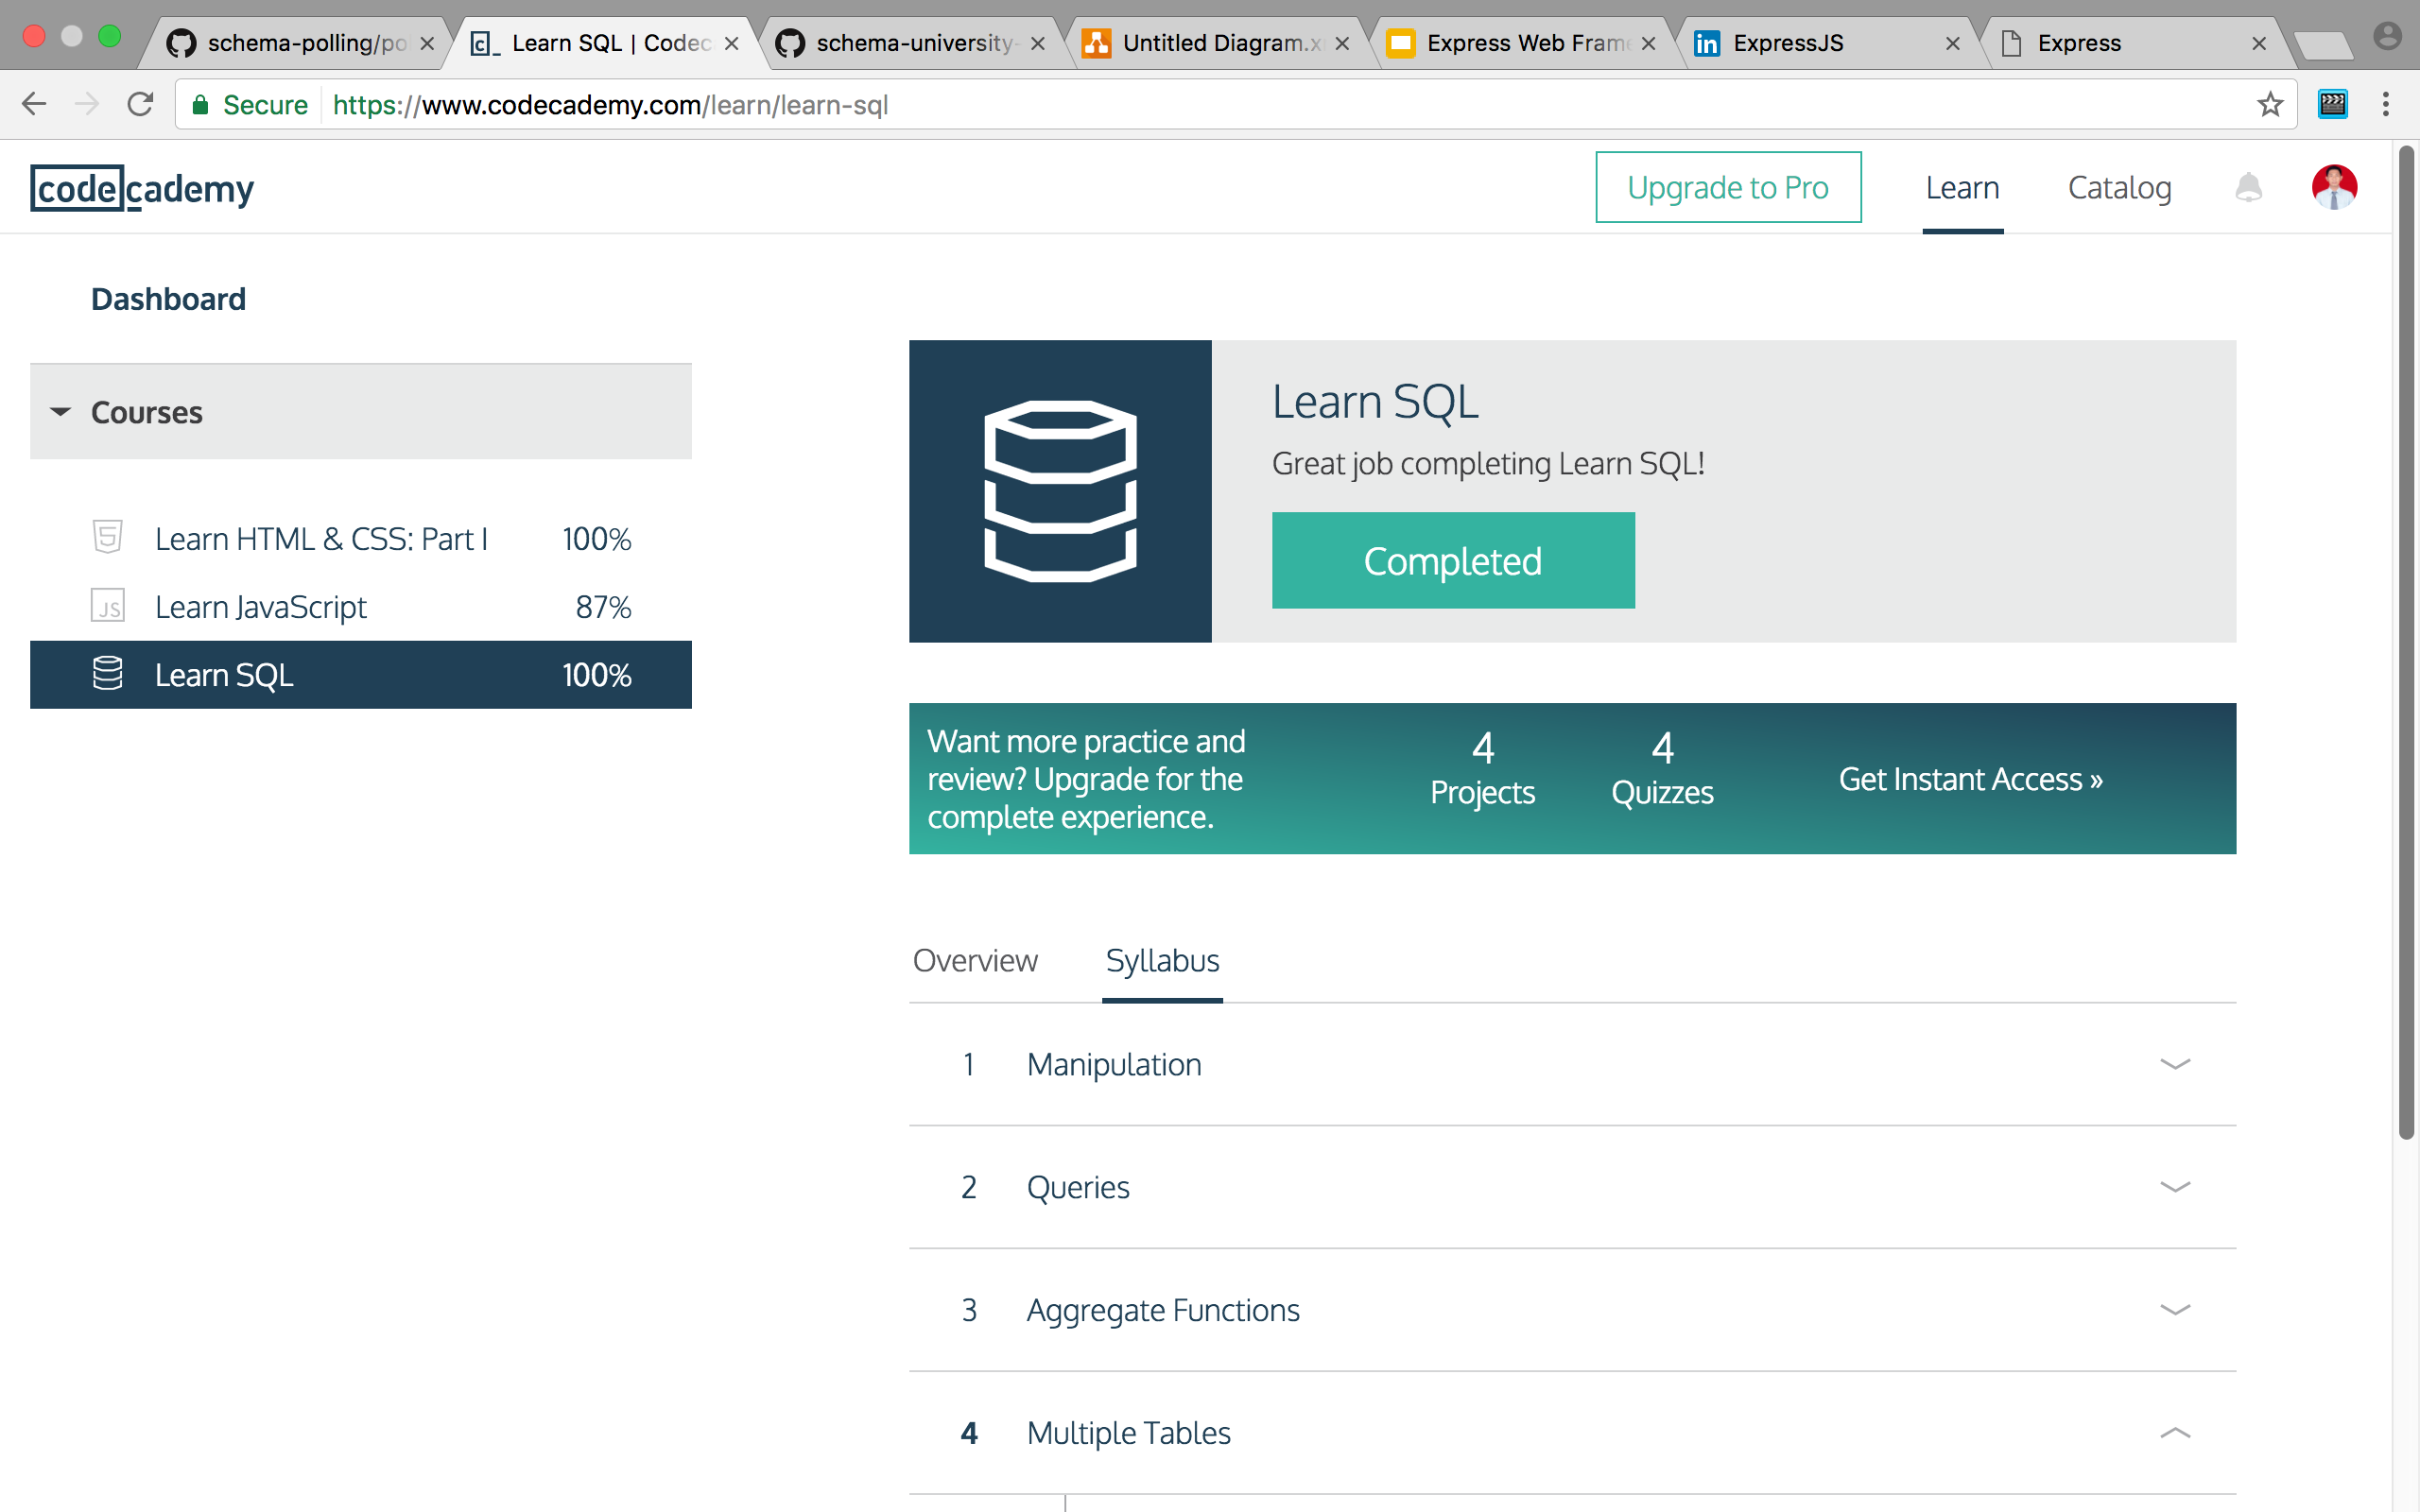 schema-polling/po
Learn SQL | Codec
schema-university-
Untitled Diagram.x
Express Web Frame
ExpressJS
Express
Secure https://www.codecademy.com/learn/learn-sql
codecademy
Upgrade to Pro
Learn
Catalog
Dashboard
Courses
Learn HTML & CSS: Part I 100%
JS Learn JavaScript 87%
Learn SQL 100%
Learn SQL
Great job completing Learn SQL!
Completed
Want more practice and
review? Upgrade for the
complete experience.
4
Projects
4
Quizzes
Get Instant Access »
Overview
Syllabus
1 Manipulation
2 Queries
3 Aggregate Functions
4 Multiple Tables